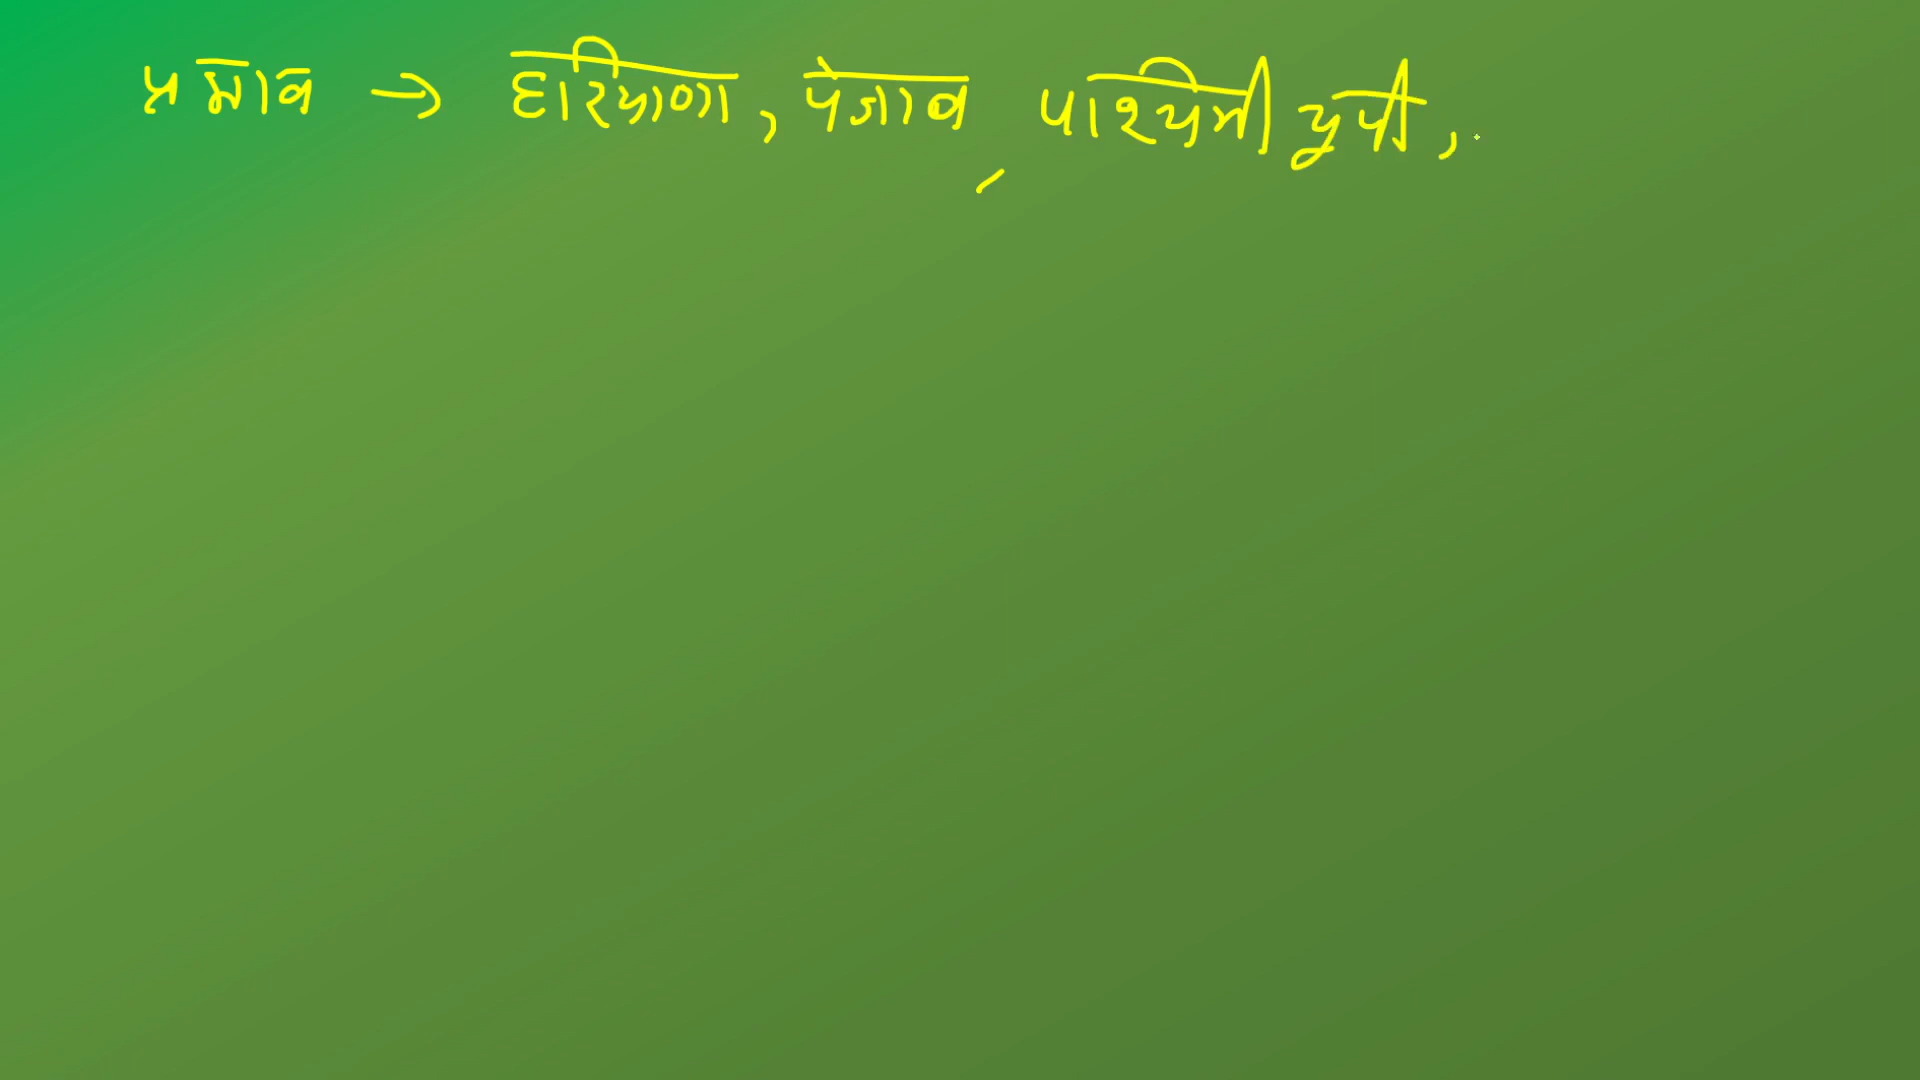 प्रभाव → हरियाणा, पंजाब, पश्चिमी युपी,